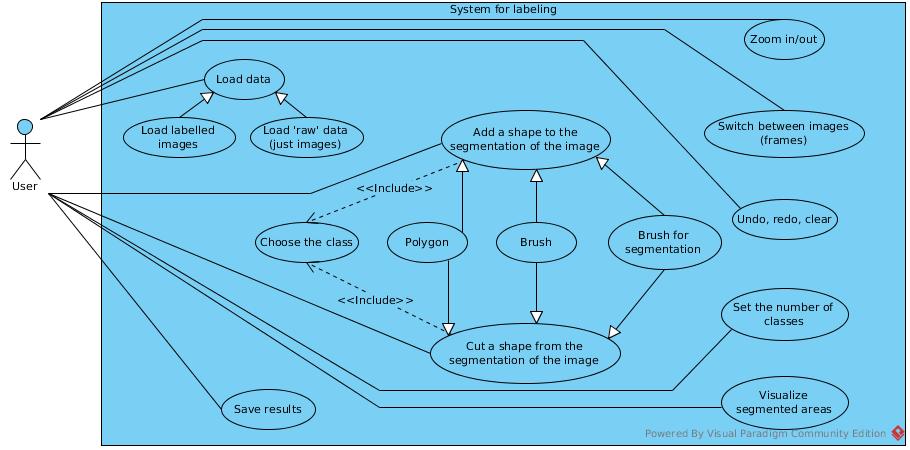 System for labeling
Zoom in/out
Load data
Load labelled
images
Load 'raw' data
(just images)
Add a shape to the
segmentation of the image
Switch between images
(frames)
User
<<Include>>
Choose the class
Polygon
Brush
Brush for
segmentation
Undo, redo, clear
<<Include>>
Set the number of
classes
Cut a shape from the
segmentation of the image
Save results
Visualize
segmented areas
Powered By Visual Paradigm Community Edition